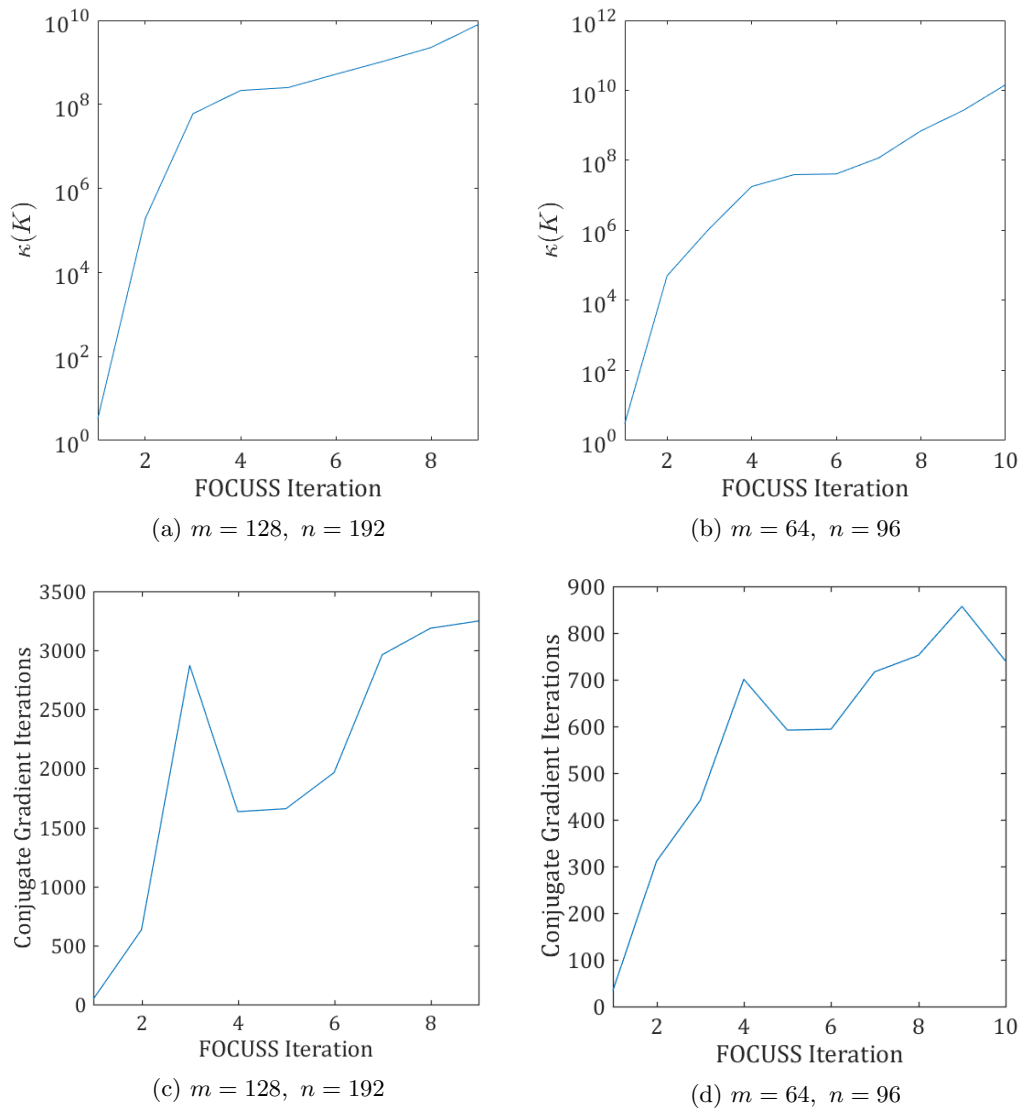 10^10
10^8
10^6
10^4
10^2
10^0
κ(K)
2 4 6 8
FOCUSS Iteration
(a) m = 128, n = 192
10^12
10^10
10^8
10^6
10^4
10^2
10^0
κ(K)
2 4 6 8 10
FOCUSS Iteration
(b) m = 64, n = 96
3500
3000
2500
2000
1500
1000
500
0
Conjugate Gradient Iterations
2 4 6 8
FOCUSS Iteration
(c) m = 128, n = 192
900
800
700
600
500
400
300
200
100
0
Conjugate Gradient Iterations
2 4 6 8 10
FOCUSS Iteration
(d) m = 64, n = 96